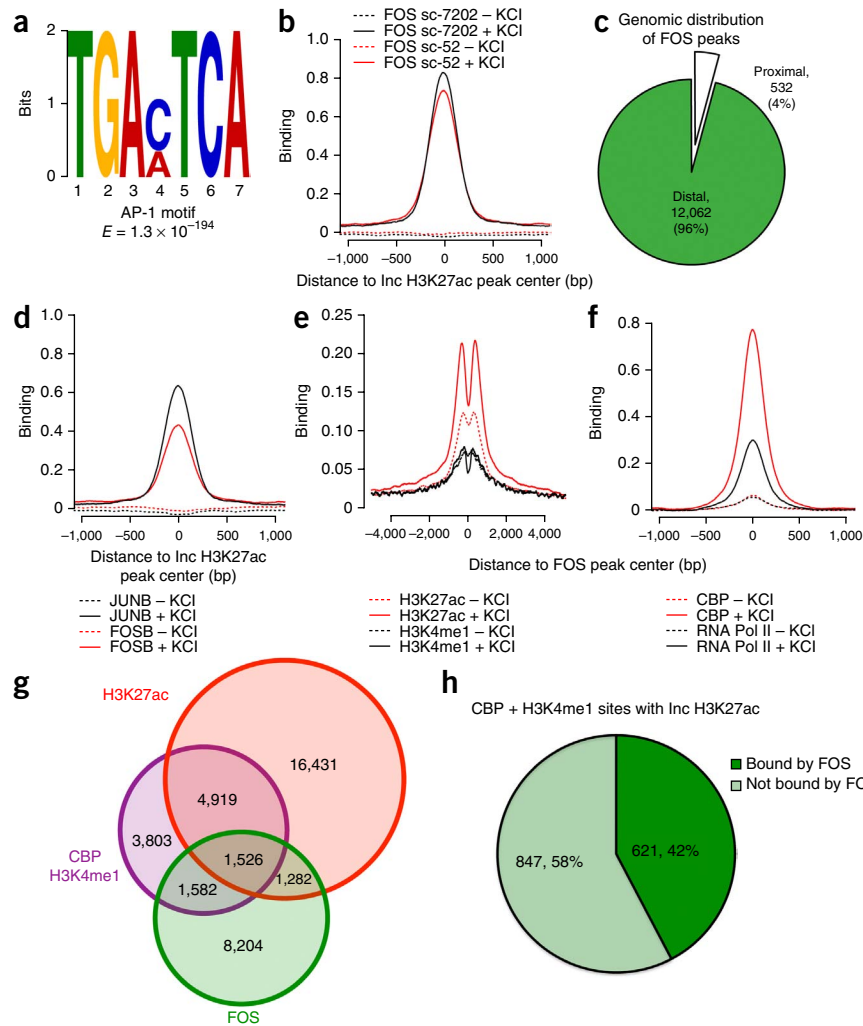 a
2
1
0
Bits
TGACTCA
A
1 2 3 4 5 6 7
AP-1 motif
E = 1.3 × 10−194
b
FOS sc-7202 – KCl
FOS sc-7202 + KCl
FOS sc-52 – KCl
FOS sc-52 + KCl
1.0
0.8
0.6
0.4
0.2
0
Binding
−1,000 −500 0 500 1,000
Distance to Inc H3K27ac peak center (bp)
c
Genomic distribution
of FOS peaks
Proximal,
532
(4%)
Distal,
12,062
(96%)
d
1.0
0.8
0.6
0.4
0.2
0
Binding
−1,000 −500 0 500 1,000
Distance to Inc H3K27ac
peak center (bp)
JUNB – KCl
JUNB + KCl
FOSB – KCl
FOSB + KCl
e
0.25
0.20
0.15
0.10
0.05
0
Binding
−4,000 −2,000 0 2,000 4,000
f
0.8
0.6
0.4
0.2
0
Binding
−1,000 −500 0 500 1,000
Distance to FOS peak center (bp)
H3K27ac – KCl
H3K27ac + KCl
H3K4me1 – KCl
H3K4me1 + KCl
CBP – KCl
CBP + KCl
RNA Pol II – KCl
RNA Pol II + KCl
g
H3K27ac
16,431
4,919
3,803
CBP
H3K4me1
1,526
1,582
1,282
8,204
FOS
h
CBP + H3K4me1 sites with Inc H3K27ac
Bound by FOS
Not bound by FO
847, 58%
621, 42%